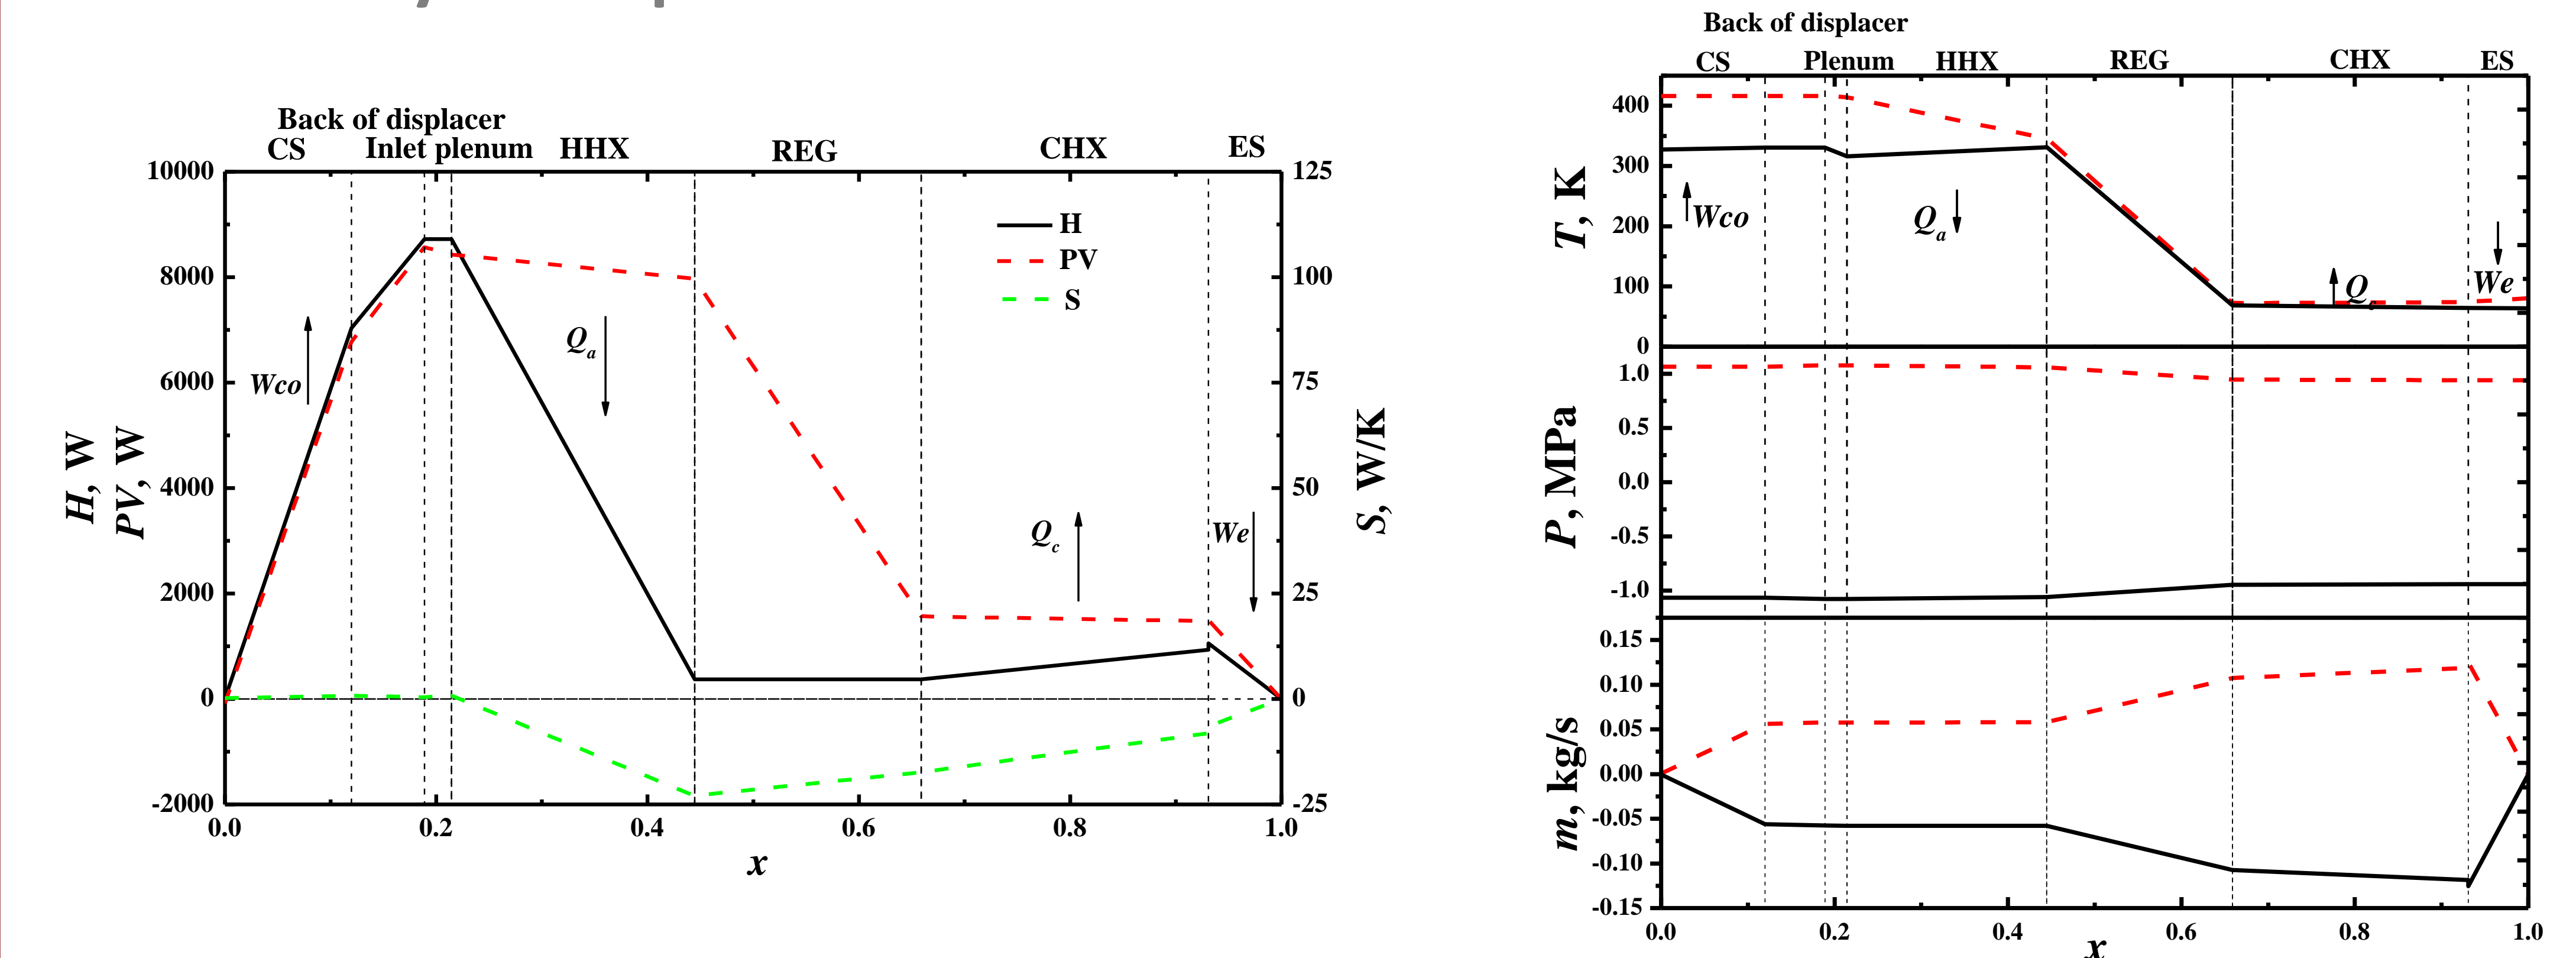 Back of displacer
CS Inlet plenum HHX REG CHX ES
10000
8000
6000
4000
2000
0
-2000
125
100
75
50
25
0
-25
H
PV
S
Wco
Qa
Qc
We
H, W
PV, W
S, W/K
0.0 0.2 0.4 0.6 0.8 1.0
x
Back of displacer
CS Plenum HHX REG CHX ES
400
300
200
100
0
T, K
Wco
Qa
Q
We
1.0
0.5
0.0
-0.5
-1.0
P, MPa
0.15
0.10
0.05
0.00
-0.05
-0.10
-0.15
m, kg/s
0.0 0.2 0.4 0.6 0.8 1.0
x